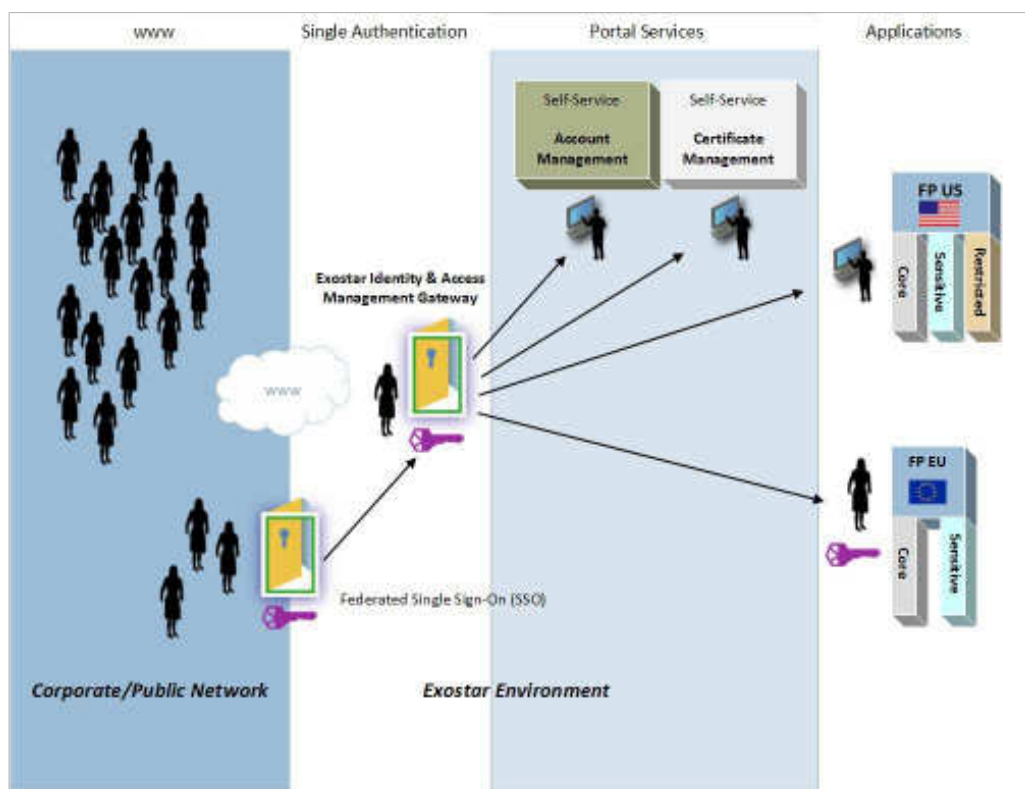 www
Single Authentication
Portal Services
Applications
Self-Service
Account
Management
Self-Service
Certificate
Management
FP US
Core
Sensitive
Restricted
Exostar Identity & Access
Management Gateway
www
FP EU
Core
Sensitive
Federated Single Sign-On (SSO)
Corporate/Public Network
Exostar Environment